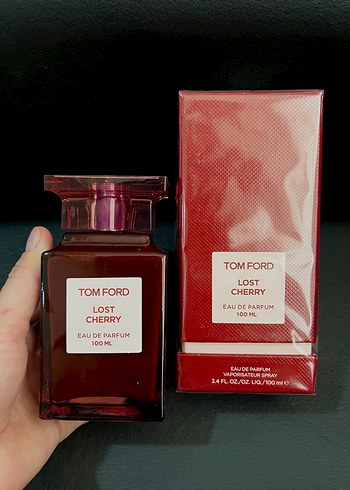 TOM FORD
LOST
CHERRY
EAU DE PARFUM
100 ML
TOM FORD
LOST
CHERRY
EAU DE PARFUM
100 ML
EAU DE PARFUM
VAPORISATEUR SPRAY
3.4 FL. OZ./OZ. LIQ./100 ml ℮